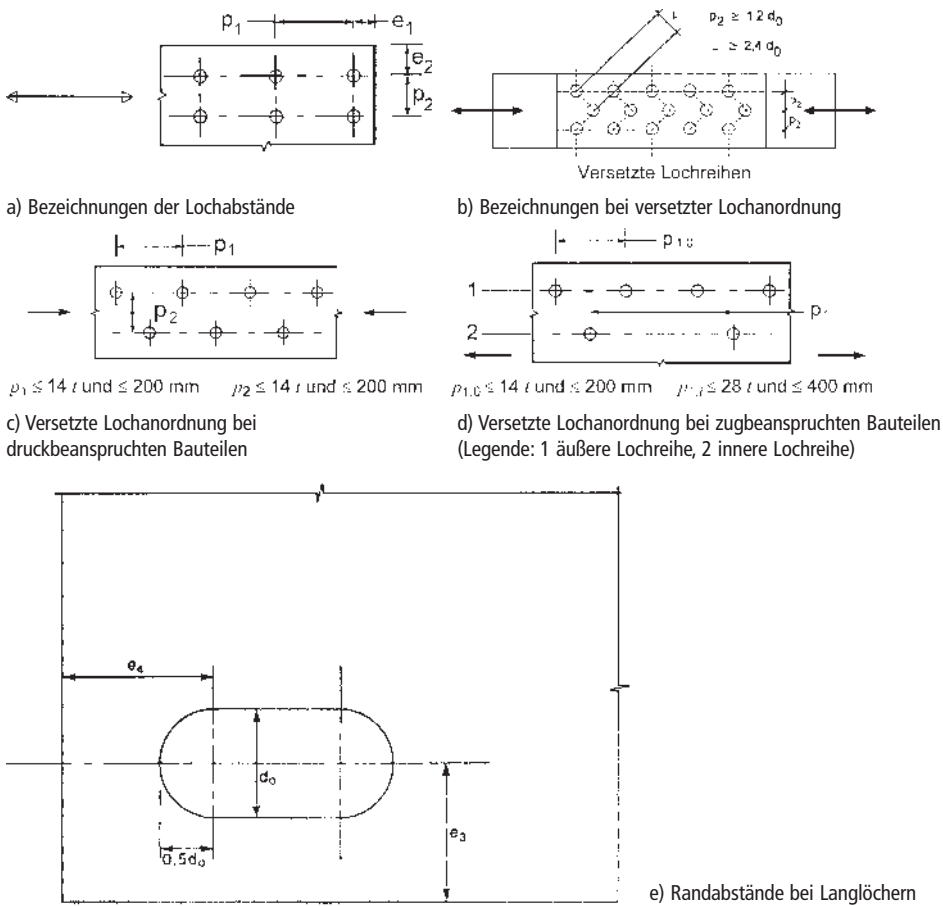 p₁ e₁
e₂
p₂
a) Bezeichnungen der Lochabstände
L p₂ ≥ 1,2 d₀
≥ 2,4 d₀
p₂
p₂
Versetzte Lochreihen
b) Bezeichnungen bei versetzter Lochanordnung
p₁
p₂
p₁ ≤ 14 t und ≤ 200 mm p₂ ≤ 14 t und ≤ 200 mm
c) Versetzte Lochanordnung bei
druckbeanspruchten Bauteilen
p₁,₀
1
2
p₁,₀ ≤ 14 t und ≤ 200 mm ≤ 28 t und ≤ 400 mm
d) Versetzte Lochanordnung bei zugbeanspruchten Bauteilen
(Legende: 1 äußere Lochreihe, 2 innere Lochreihe)
e₄
d₀
e₃
0,5d₀
e) Randabstände bei Langlöchern